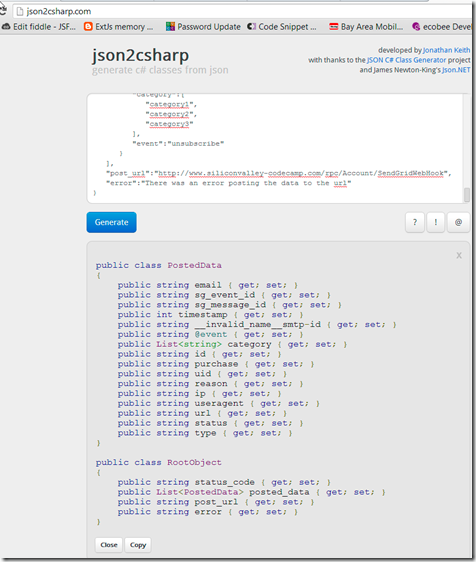 json2csharp.com
Edit fiddle - JSF... ExtJs memory ... Password Update Code Snippet ... Bay Area Mobil... ecobee Develop
json2csharp
generate c# classes from json
developed by Jonathan Keith
with thanks to the JSON C# Class Generator project
and James Newton-King's Json.NET
"category":[
"category1",
"category2",
"category3"
],
"event":"unsubscribe"
}
],
"post_url":"http://www.siliconvalley-codecamp.com/rpc/Account/SendGridWebHook",
"error":"There was an error posting the data to the url"
}
Generate
? ! @
x
public class PostedData
{
public string email { get; set; }
public string sg_event_id { get; set; }
public string sg_message_id { get; set; }
public int timestamp { get; set; }
public string __invalid_name__smtp-id { get; set; }
public string @event { get; set; }
public List<string> category { get; set; }
public string id { get; set; }
public string purchase { get; set; }
public string uid { get; set; }
public string reason { get; set; }
public string ip { get; set; }
public string useragent { get; set; }
public string url { get; set; }
public string status { get; set; }
public string type { get; set; }
}
public class RootObject
{
public string status_code { get; set; }
public List<PostedData> posted_data { get; set; }
public string post_url { get; set; }
public string error { get; set; }
}
Close Copy